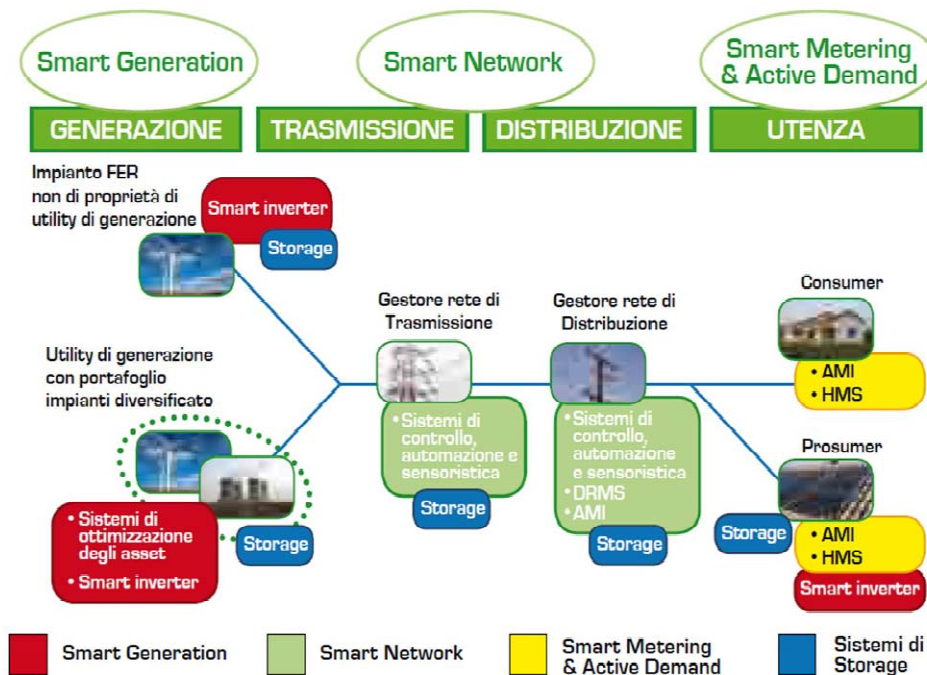 Smart Generation
Smart Network
Smart Metering
& Active Demand
GENERAZIONE
TRASMISSIONE
DISTRIBUZIONE
UTENZA
Impianto FER
non di proprietà di
utility di generazione
Smart inverter
Storage
Utility di generazione
con portafoglio
impianti diversificato
• Sistemi di
ottimizzazione
degli asset
• Smart inverter
Storage
Gestore rete di
Trasmissione
• Sistemi di
controllo,
automazione e
sensoristica
Storage
Gestore rete di
Distribuzione
• Sistemi di
controllo,
automazione
e sensoristica
• DRMS
• AMI
Storage
Consumer
• AMI
• HMS
Prosumer
Storage
• AMI
• HMS
Smart inverter
Smart Generation
Smart Network
Smart Metering
& Active Demand
Sistemi di
Storage